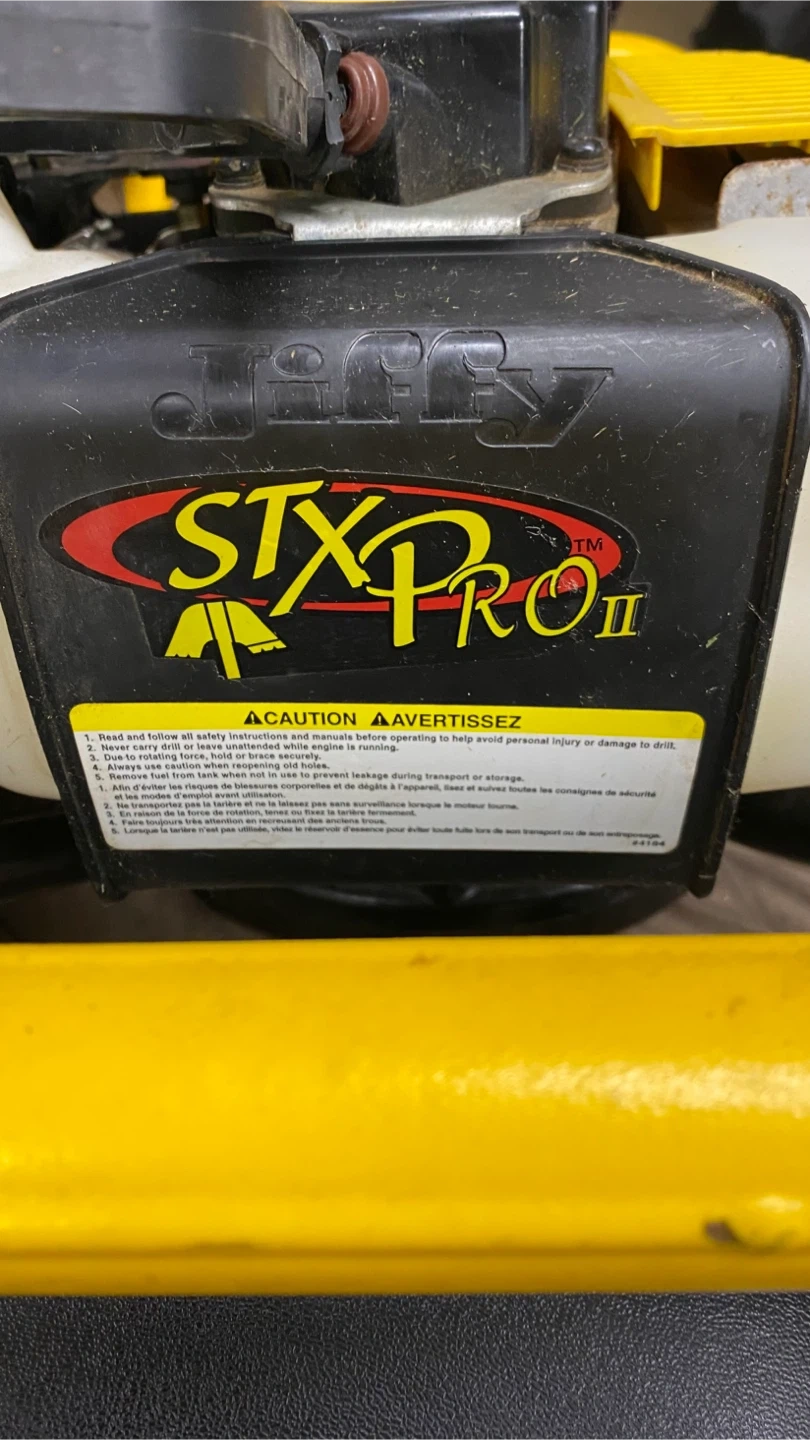 Jiffy
STX PRO II ™
⚠CAUTION ⚠AVERTISSEZ
1. Read and follow all safety instructions and manuals before operating to help avoid personal injury or damage to drill.
2. Never carry drill or leave unattended while engine is running.
3. Due to rotating force, hold or brace securely.
4. Always use caution when reopening old holes.
5. Remove fuel from tank when not in use to prevent leakage during transport or storage.
1. Afin d'éviter les risques de blessures corporelles et de dégâts à l'appareil, lisez et suivez toutes les consignes de sécurité
et les modes d'emploi avant utilisation.
2. Ne transportez pas la tarière et ne la laissez pas sans surveillance lorsque le moteur tourne.
3. En raison de la force de rotation, tenez ou fixez la tarière fermement.
4. Faire toujours très attention en recreusant des anciens trous.
5. Lorsque la tarière n'est pas utilisée, videz le réservoir d'essence pour éviter toute fuite lors de son transport ou de son entreposage.
#4104